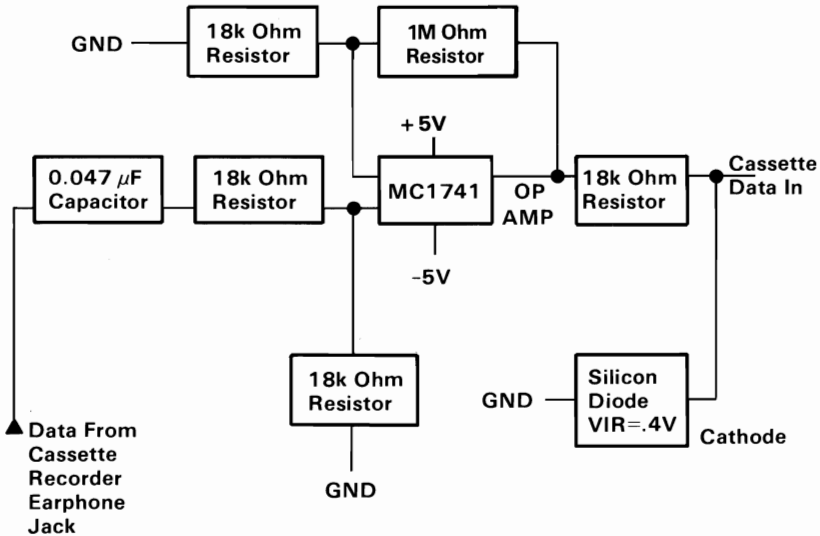 GND
18k Ohm
Resistor
1M Ohm
Resistor
+5V
0.047 μF
Capacitor
18k Ohm
Resistor
MC1741
OP
AMP
18k Ohm
Resistor
Cassette
Data In
-5V
18k Ohm
Resistor
GND
GND
Silicon
Diode
VIR=.4V
Cathode
Data From
Cassette
Recorder
Earphone
Jack